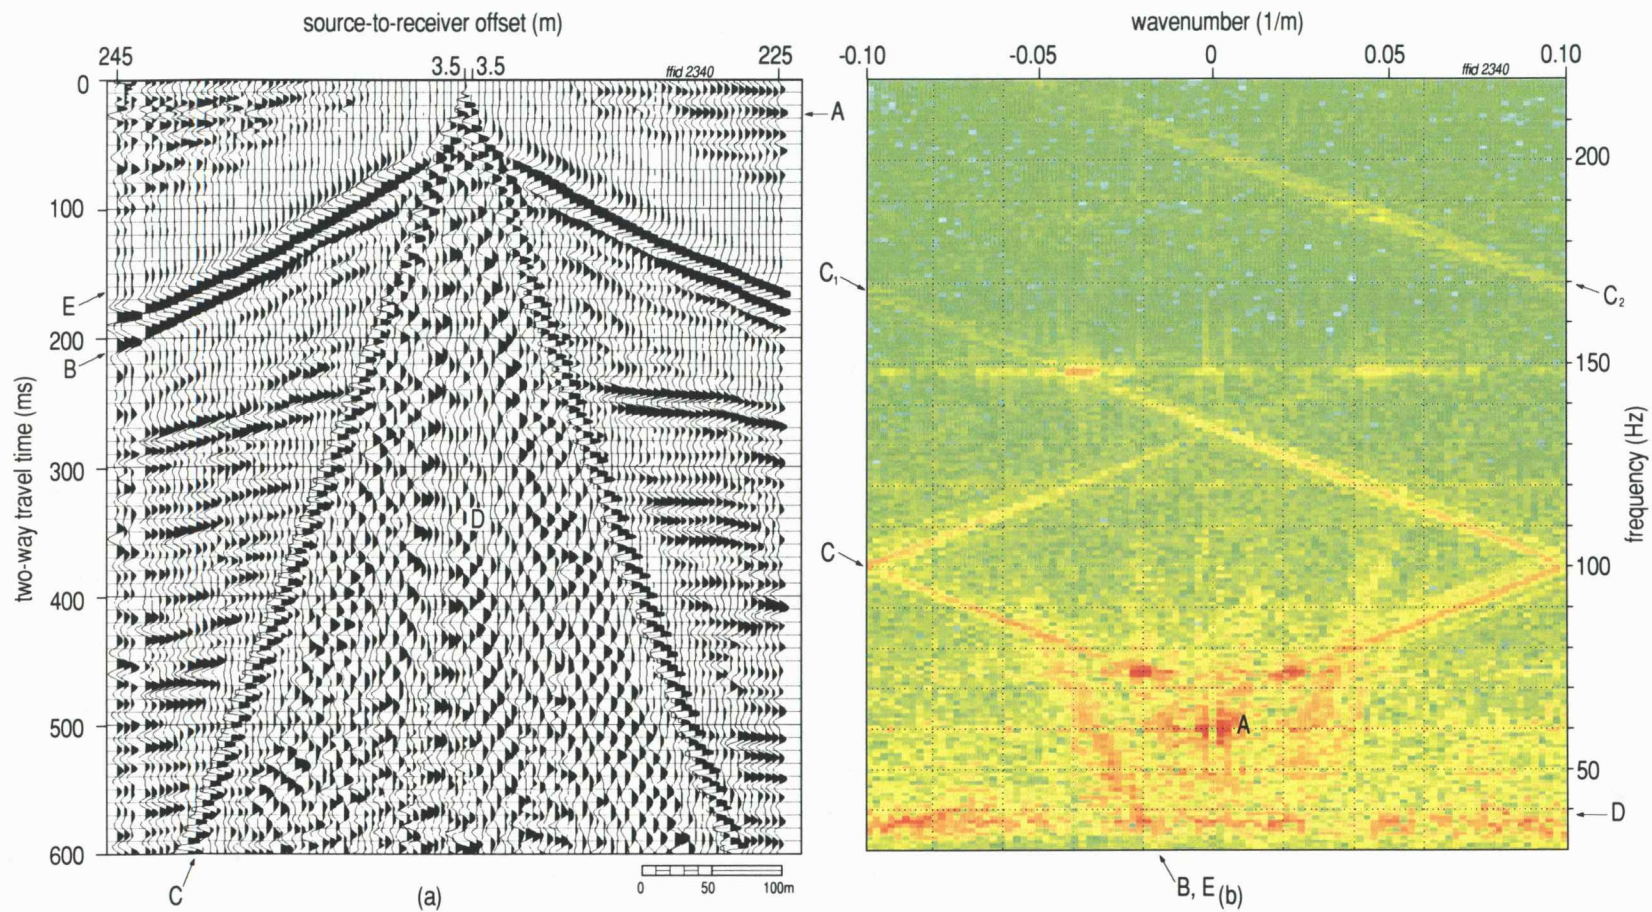 source-to-receiver offset (m)
245 3.5 3.5 225
ffid 2340
0
100
200
300
400
500
600
two-way travel time (ms)
A
E
B
D
C
0 50 100m
(a)
wavenumber (1/m)
-0.10 -0.05 0 0.05 0.10
ffid 2340
200
150
100
50
frequency (Hz)
C1
C2
C
A
D
B, E
(b)